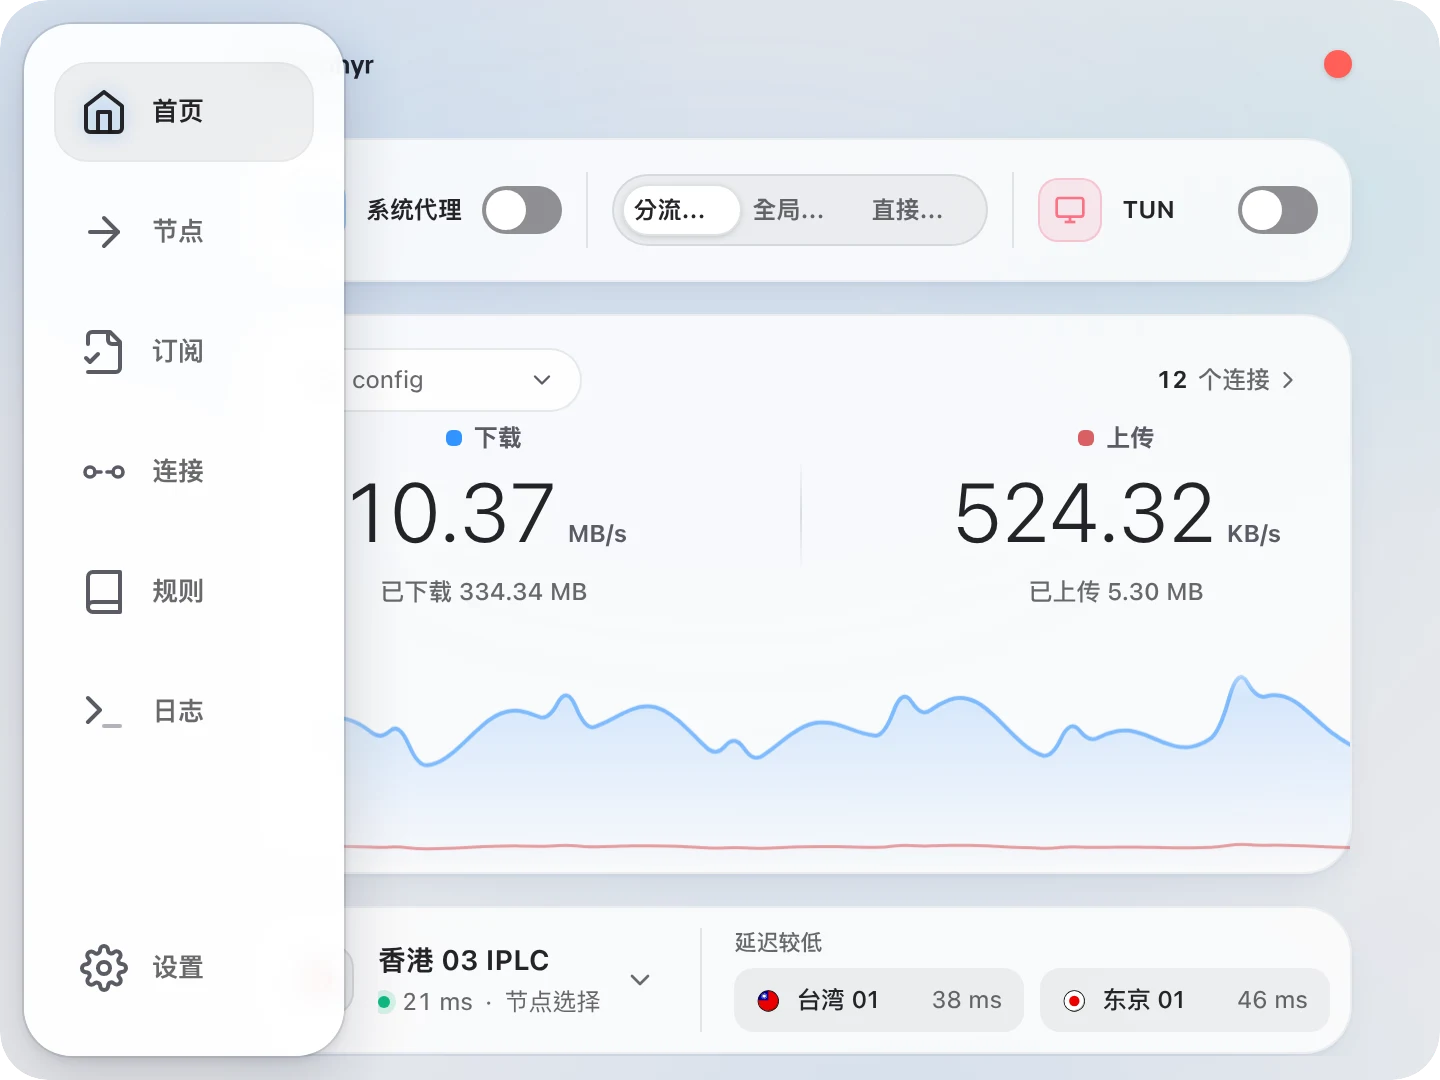 首页
节点
订阅
连接
规则
日志
设置
系统代理
分流...
全局...
直接...
TUN
config
12 个连接
下载
10.37 MB/s
已下载 334.34 MB
上传
524.32 KB/s
已上传 5.30 MB
香港 03 IPLC
21 ms · 节点选择
延迟较低
台湾 01 38 ms
东京 01 46 ms